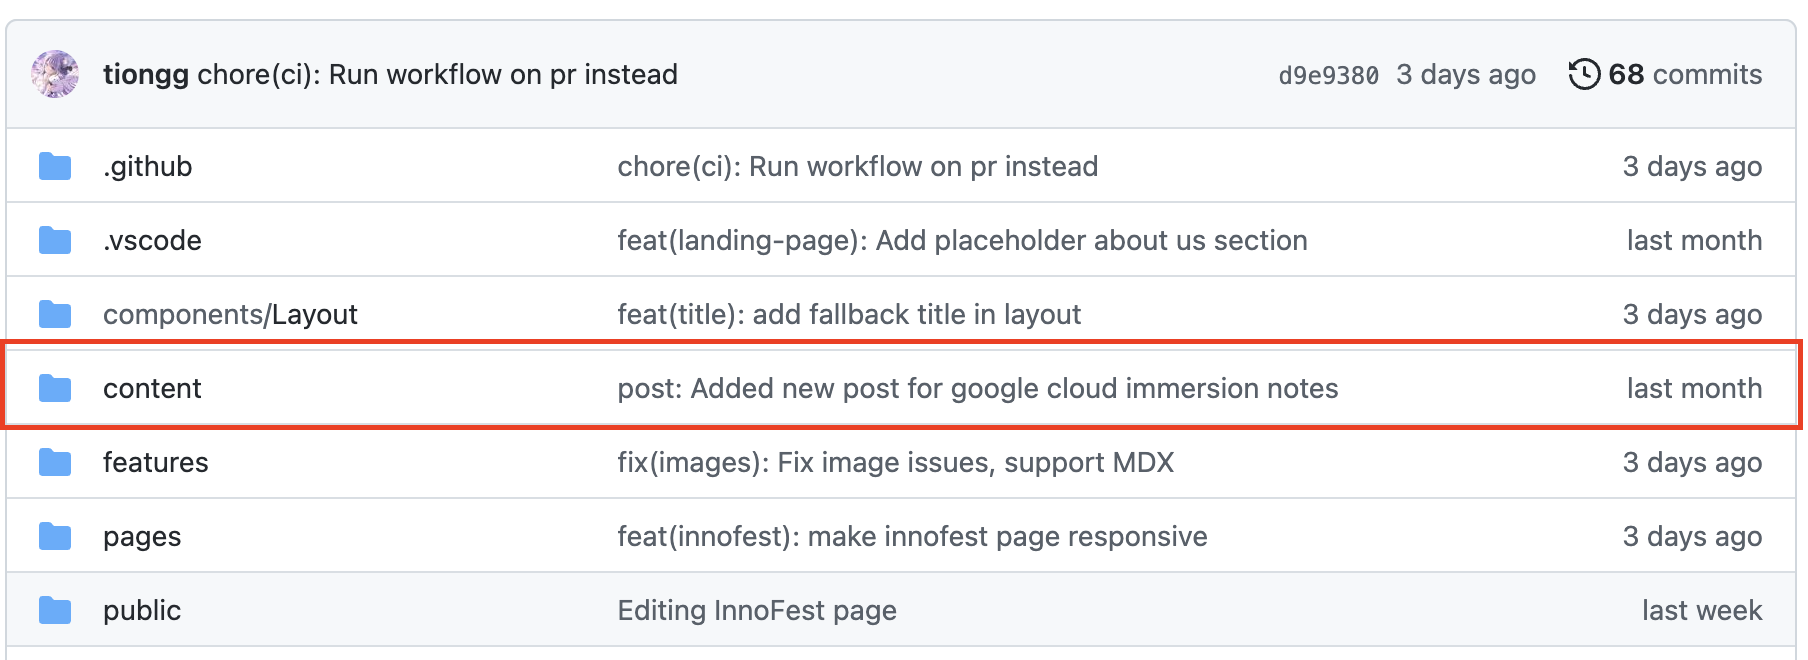 tiongg chore(ci): Run workflow on pr instead d9e9380 3 days ago 68 commits
.github chore(ci): Run workflow on pr instead 3 days ago
.vscode feat(landing-page): Add placeholder about us section last month
components/Layout feat(title): add fallback title in layout 3 days ago
content post: Added new post for google cloud immersion notes last month
features fix(images): Fix image issues, support MDX 3 days ago
pages feat(innofest): make innofest page responsive 3 days ago
public Editing InnoFest page last week